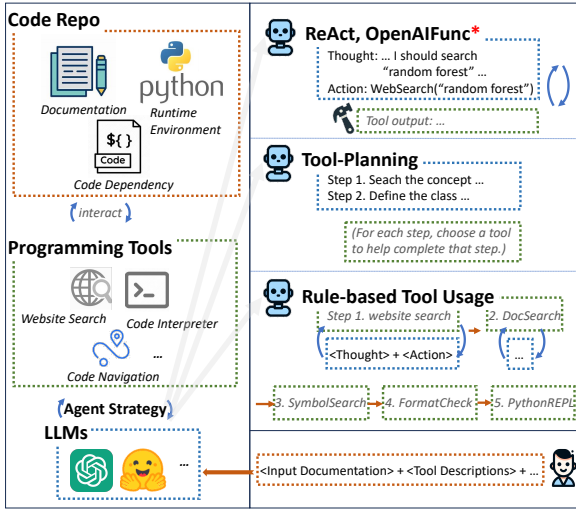 Code Repo
Documentation
python
Runtime
Environment
${ }
Code
Code Dependency
interact
Programming Tools
Website Search
Code Interpreter
Code Navigation
...
Agent Strategy
LLMs
...
ReAct, OpenAIFunc*
Thought: ... I should search
"random forest" ...
Action: WebSearch("random forest")
Tool output: ...
Tool-Planning
Step 1. Seach the concept ...
Step 2. Define the class ...
(For each step, choose a tool
to help complete that step.)
Rule-based Tool Usage
Step 1. website search
2. DocSearch
<Thought> + <Action>
...
3. SymbolSearch
4. FormatCheck
5. PythonREPL
<Input Documentation> + <Tool Descriptions> + ...